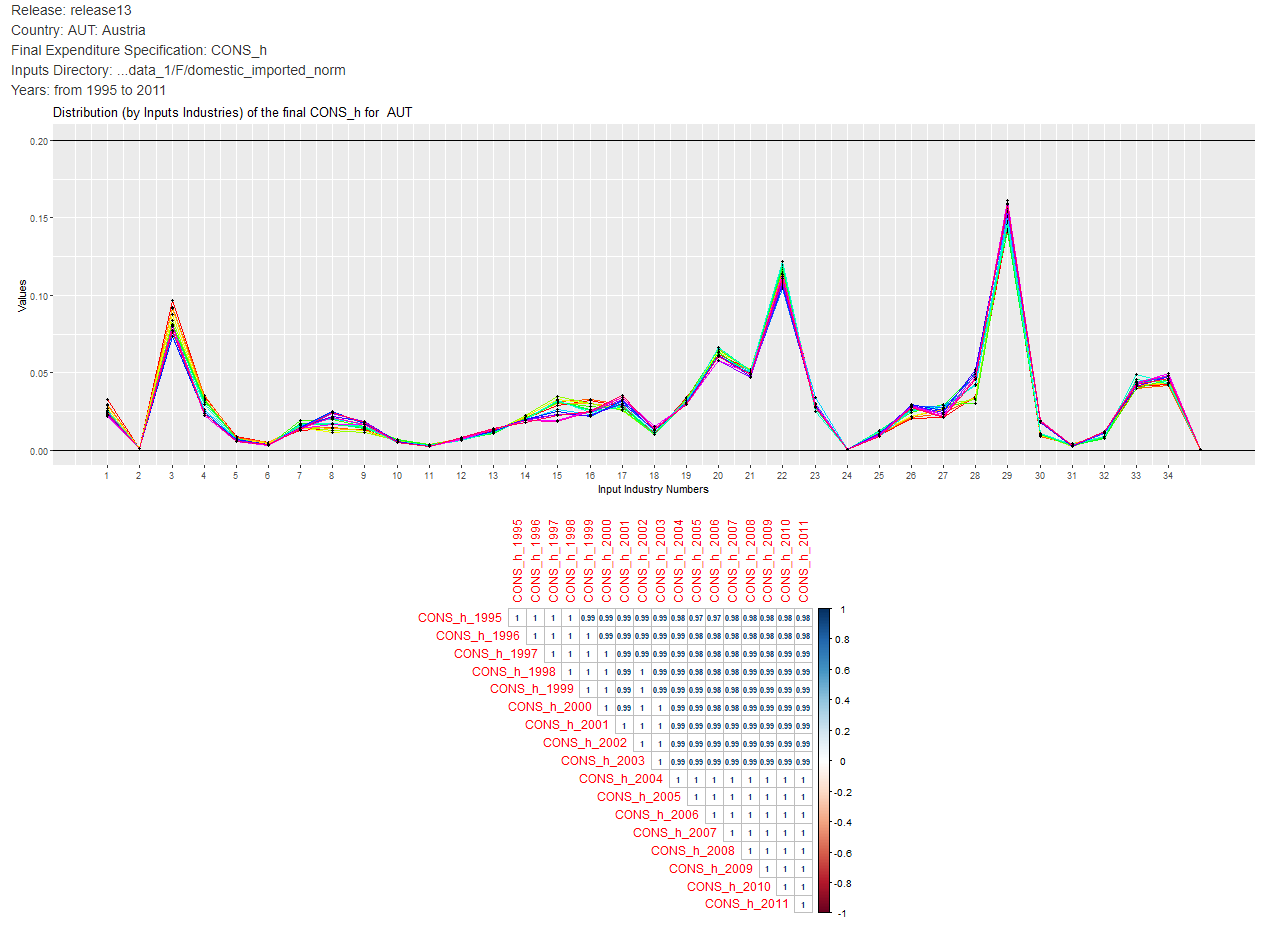 Release: release13
Country: AUT: Austria
Final Expenditure Specification: CONS_h
Inputs Directory: ...data_1/F/domestic_imported_norm
Years: from 1995 to 2011
Distribution (by Inputs Industries) of the final CONS_h for AUT
Values
0.20
0.15
0.10
0.05
0.00
1 2 3 4 5 6 7 8 9 10 11 12 13 14 15 16 17 18 19 20 21 22 23 24 25 26 27 28 29 30 31 32 33 34
Input Industry Numbers
CONS_h_1995 CONS_h_1996 CONS_h_1997 CONS_h_1998 CONS_h_1999 CONS_h_2000 CONS_h_2001 CONS_h_2002 CONS_h_2003 CONS_h_2004 CONS_h_2005 CONS_h_2006 CONS_h_2007 CONS_h_2008 CONS_h_2009 CONS_h_2010 CONS_h_2011
CONS_h_1995 1 1 1 1 0.99 0.99 0.99 0.99 0.99 0.98 0.97 0.97 0.98 0.98 0.98 0.98 0.98
CONS_h_1996 1 1 1 1 0.99 0.99 0.99 0.99 0.99 0.98 0.98 0.98 0.98 0.98 0.98 0.98
CONS_h_1997 1 1 1 1 0.99 0.99 0.99 0.99 0.98 0.98 0.98 0.99 0.98 0.99 0.99
CONS_h_1998 1 1 1 0.99 1 0.99 0.99 0.99 0.98 0.98 0.99 0.99 0.99 0.99
CONS_h_1999 1 1 0.99 1 0.99 0.99 0.99 0.98 0.98 0.99 0.99 0.99 0.99
CONS_h_2000 1 0.99 1 1 0.99 0.99 0.98 0.98 0.99 0.99 0.99 0.99
CONS_h_2001 1 1 1 0.99 0.99 0.99 0.99 0.99 0.99 0.99 0.99
CONS_h_2002 1 1 0.99 0.99 0.99 0.99 0.99 0.99 0.99 0.99
CONS_h_2003 1 0.99 0.99 0.99 0.99 0.99 0.99 0.99 0.99
CONS_h_2004 1 1 1 1 1 1 1 1
CONS_h_2005 1 1 1 1 1 1 1
CONS_h_2006 1 1 1 1 1 1
CONS_h_2007 1 1 1 1 1
CONS_h_2008 1 1 1 1
CONS_h_2009 1 1 1
CONS_h_2010 1 1
CONS_h_2011 1
1
0.8
0.6
0.4
0.2
0
-0.2
-0.4
-0.6
-0.8
-1